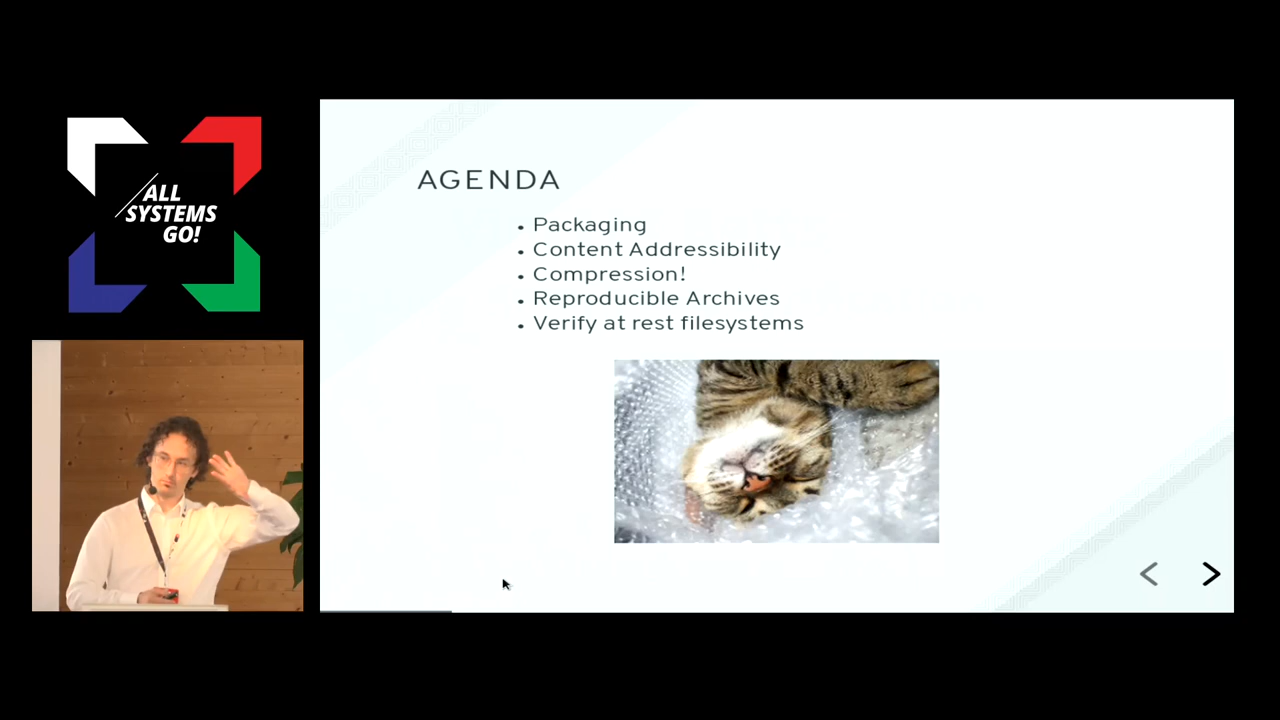 ALL
SYSTEMS
GO!
AGENDA
• Packaging
• Content Addressibility
• Compression!
• Reproducible Archives
• Verify at rest filesystems